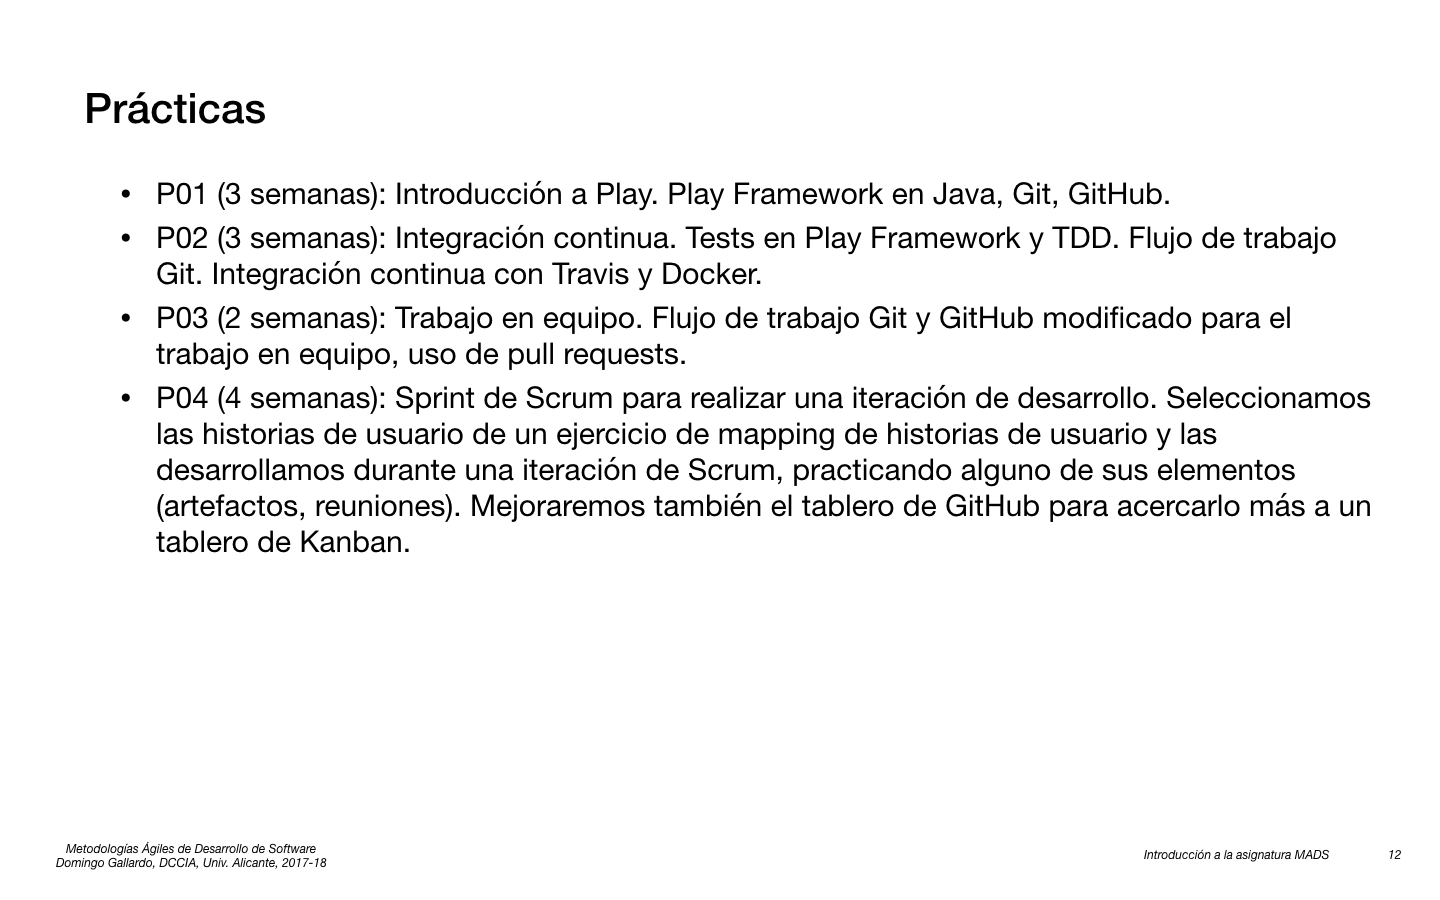 Prácticas
• P01 (3 semanas): Introducción a Play. Play Framework en Java, Git, GitHub.
• P02 (3 semanas): Integración continua. Tests en Play Framework y TDD. Flujo de trabajo
Git. Integración continua con Travis y Docker.
• P03 (2 semanas): Trabajo en equipo. Flujo de trabajo Git y GitHub modificado para el
trabajo en equipo, uso de pull requests.
• P04 (4 semanas): Sprint de Scrum para realizar una iteración de desarrollo. Seleccionamos
las historias de usuario de un ejercicio de mapping de historias de usuario y las
desarrollamos durante una iteración de Scrum, practicando alguno de sus elementos
(artefactos, reuniones). Mejoraremos también el tablero de GitHub para acercarlo más a un
tablero de Kanban.
Metodologías Ágiles de Desarrollo de Software
Domingo Gallardo, DCCIA, Univ. Alicante, 2017-18
Introducción a la asignatura MADS
12